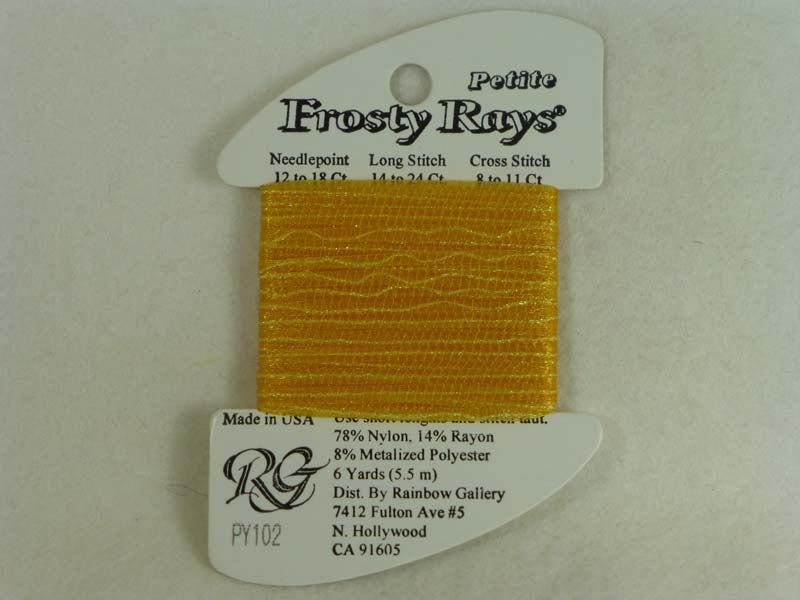 Petite
Frosty Rays®
Needlepoint Long Stitch Cross Stitch
12 to 18 Ct. 14 to 24 Ct. 8 to 11 Ct.
Made in USA
Use short lengths and stitch taut.
78% Nylon, 14% Rayon
8% Metalized Polyester
6 Yards (5.5 m)
RG
Dist. By Rainbow Gallery
7412 Fulton Ave #5
PY102
N. Hollywood
CA 91605